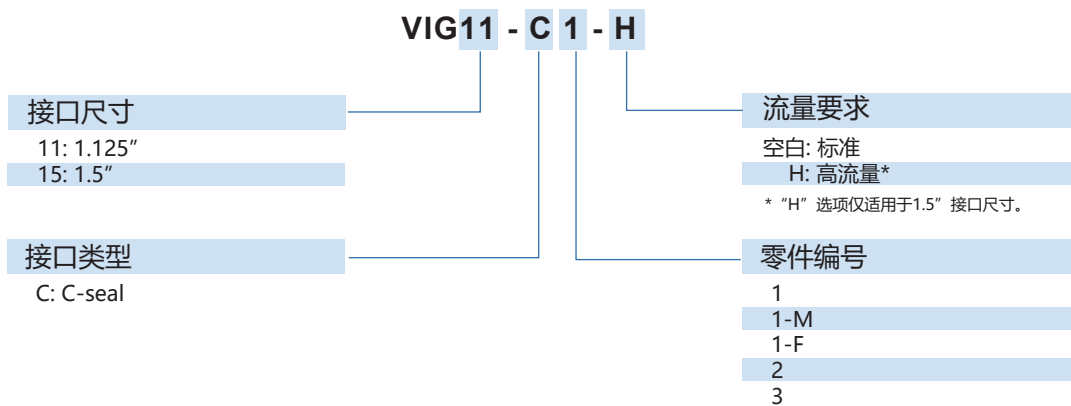 VIG11 - C 1 - H
接口尺寸
11: 1.125″
15: 1.5″
接口类型
C: C-seal
流量要求
空白: 标准
H: 高流量*
* “H”选项仅适用于1.5”接口尺寸。
零件编号
1
1-M
1-F
2
3